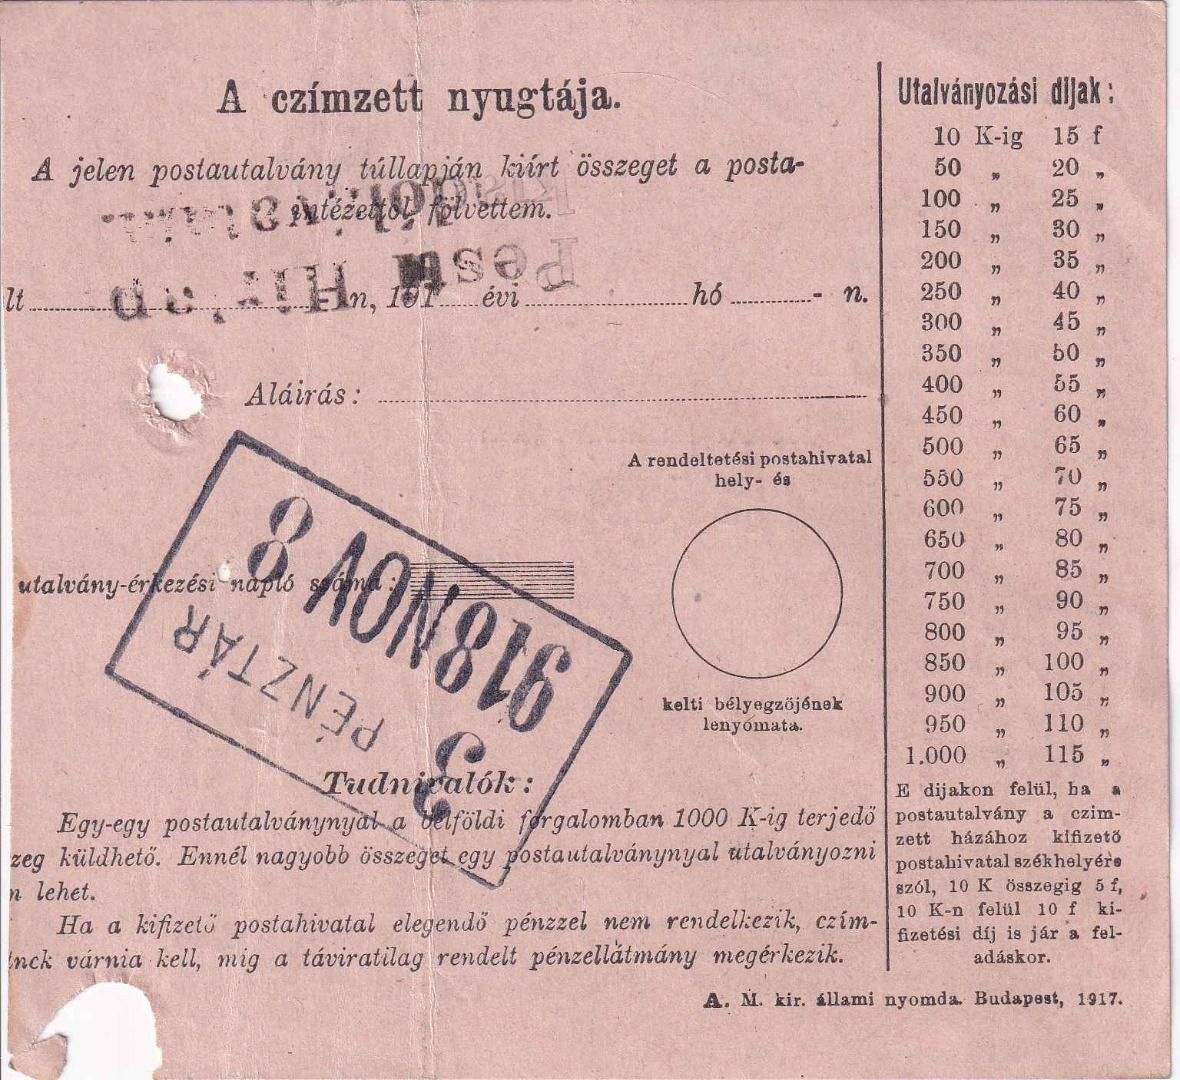 A czímzett nyugtája.
A jelen postautalvány túllapján kiírt összeget a posta-
intézettől fölvettem.
lt n, 191 évi hó - n.
Aláirás:
A rendeltetési postahivatal
hely- és
utalvány-érkezési napló száma:
kelti bélyegzőjének
lenyomata.
Pesti Hirlap
kiadóhivatala
3
918 NOV 8
PÉNZTÁR
Tudnivalók:
Egy-egy postautalványnyal a belföldi forgalomban 1000 K-ig terjedő
zeg küldhető. Ennél nagyobb összeget egy postautalványnyal utalványozni
n lehet.
Ha a kifizető postahivatal elegendő pénzzel nem rendelkezik, czím-
tnek várnia kell, mig a táviratilag rendelt pénzellátmány megérkezik.
Utalványozási dijak:
10 K-ig 15 f
50 „ 20 „
100 „ 25 „
150 „ 30 „
200 „ 35 „
250 „ 40 „
300 „ 45 „
350 „ 50 „
400 „ 55 „
450 „ 60 „
500 „ 65 „
550 „ 70 „
600 „ 75 „
650 „ 80 „
700 „ 85 „
750 „ 90 „
800 „ 95 „
850 „ 100 „
900 „ 105 „
950 „ 110 „
1.000 „ 115 „
E dijakon felül, ha a
postautalvány a czim-
zett házához kifizető
postahivatal székhelyére
szól, 10 K összegig 5 f,
10 K-n felül 10 f ki-
fizetési díj is jár a fel-
adáskor.
A. M. kir. állami nyomda. Budapest, 1917.